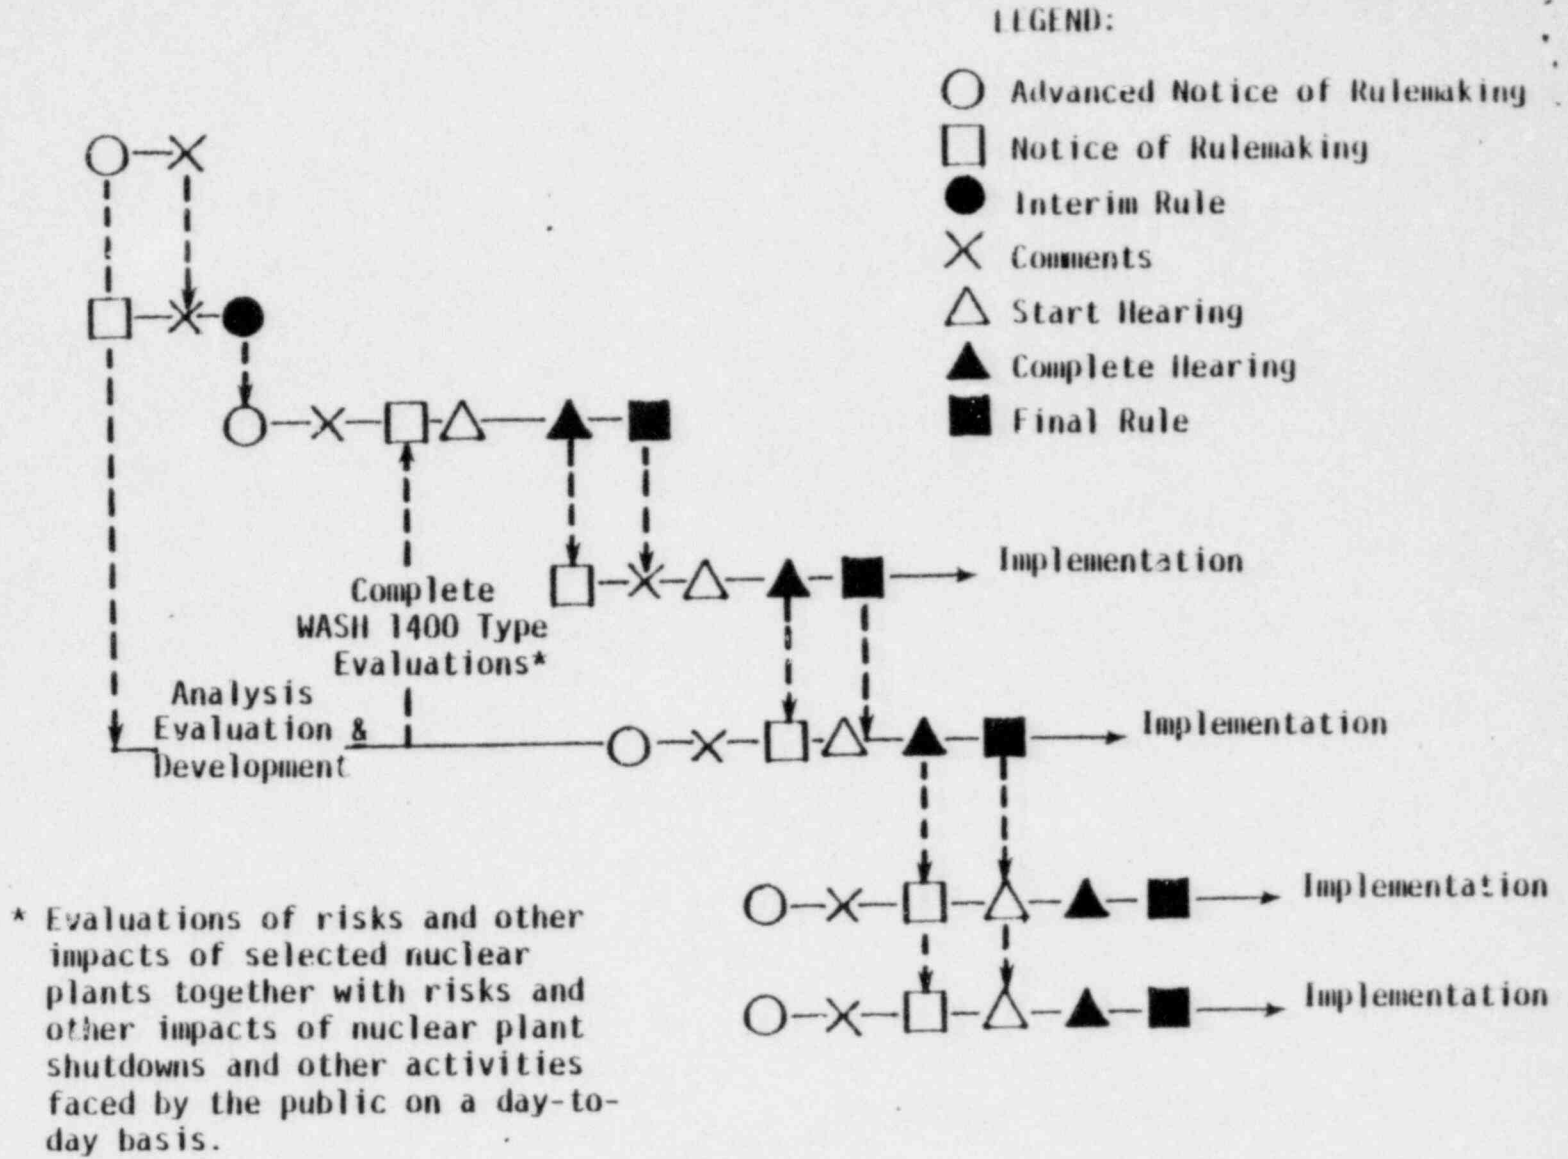 LEGEND:
Advanced Notice of Rulemaking
Notice of Rulemaking
Interim Rule
Comments
Start Hearing
Complete Hearing
Final Rule
Implementation
Complete
WASH 1400 Type
Evaluations*
Analysis
Evaluation &
Development
Implementation
Implementation
Implementation
* Evaluations of risks and other
impacts of selected nuclear
plants together with risks and
other impacts of nuclear plant
shutdowns and other activities
faced by the public on a day-to-
day basis.